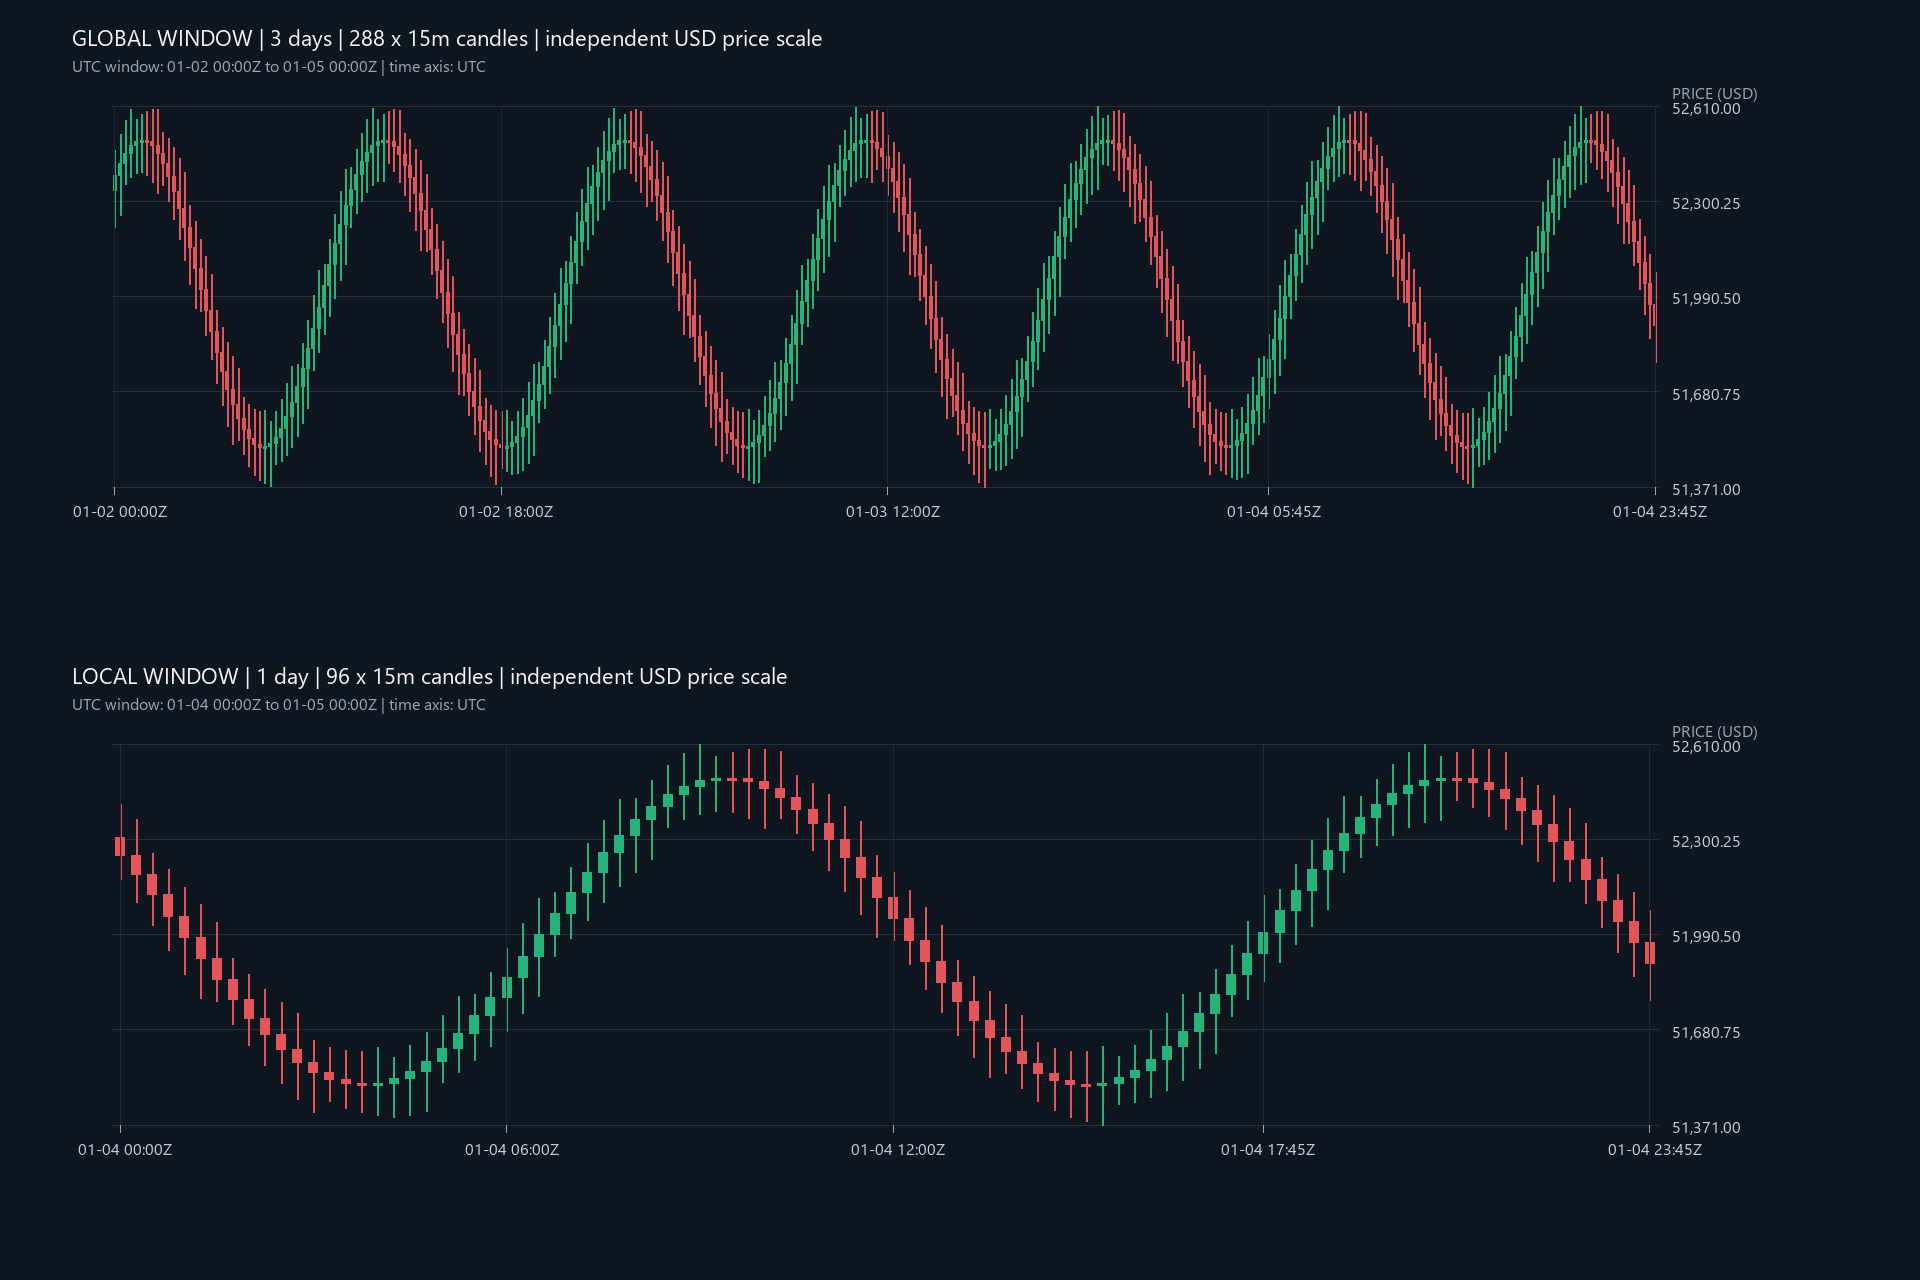 GLOBAL WINDOW | 3 days | 288 x 15m candles | independent USD price scale
UTC window: 01-02 00:00Z to 01-05 00:00Z | time axis: UTC
PRICE (USD)
52,610.00
52,300.25
51,990.50
51,680.75
51,371.00
01-02 00:00Z
01-02 18:00Z
01-03 12:00Z
01-04 05:45Z
01-04 23:45Z
LOCAL WINDOW | 1 day | 96 x 15m candles | independent USD price scale
UTC window: 01-04 00:00Z to 01-05 00:00Z | time axis: UTC
PRICE (USD)
52,610.00
52,300.25
51,990.50
51,680.75
51,371.00
01-04 00:00Z
01-04 06:00Z
01-04 12:00Z
01-04 17:45Z
01-04 23:45Z